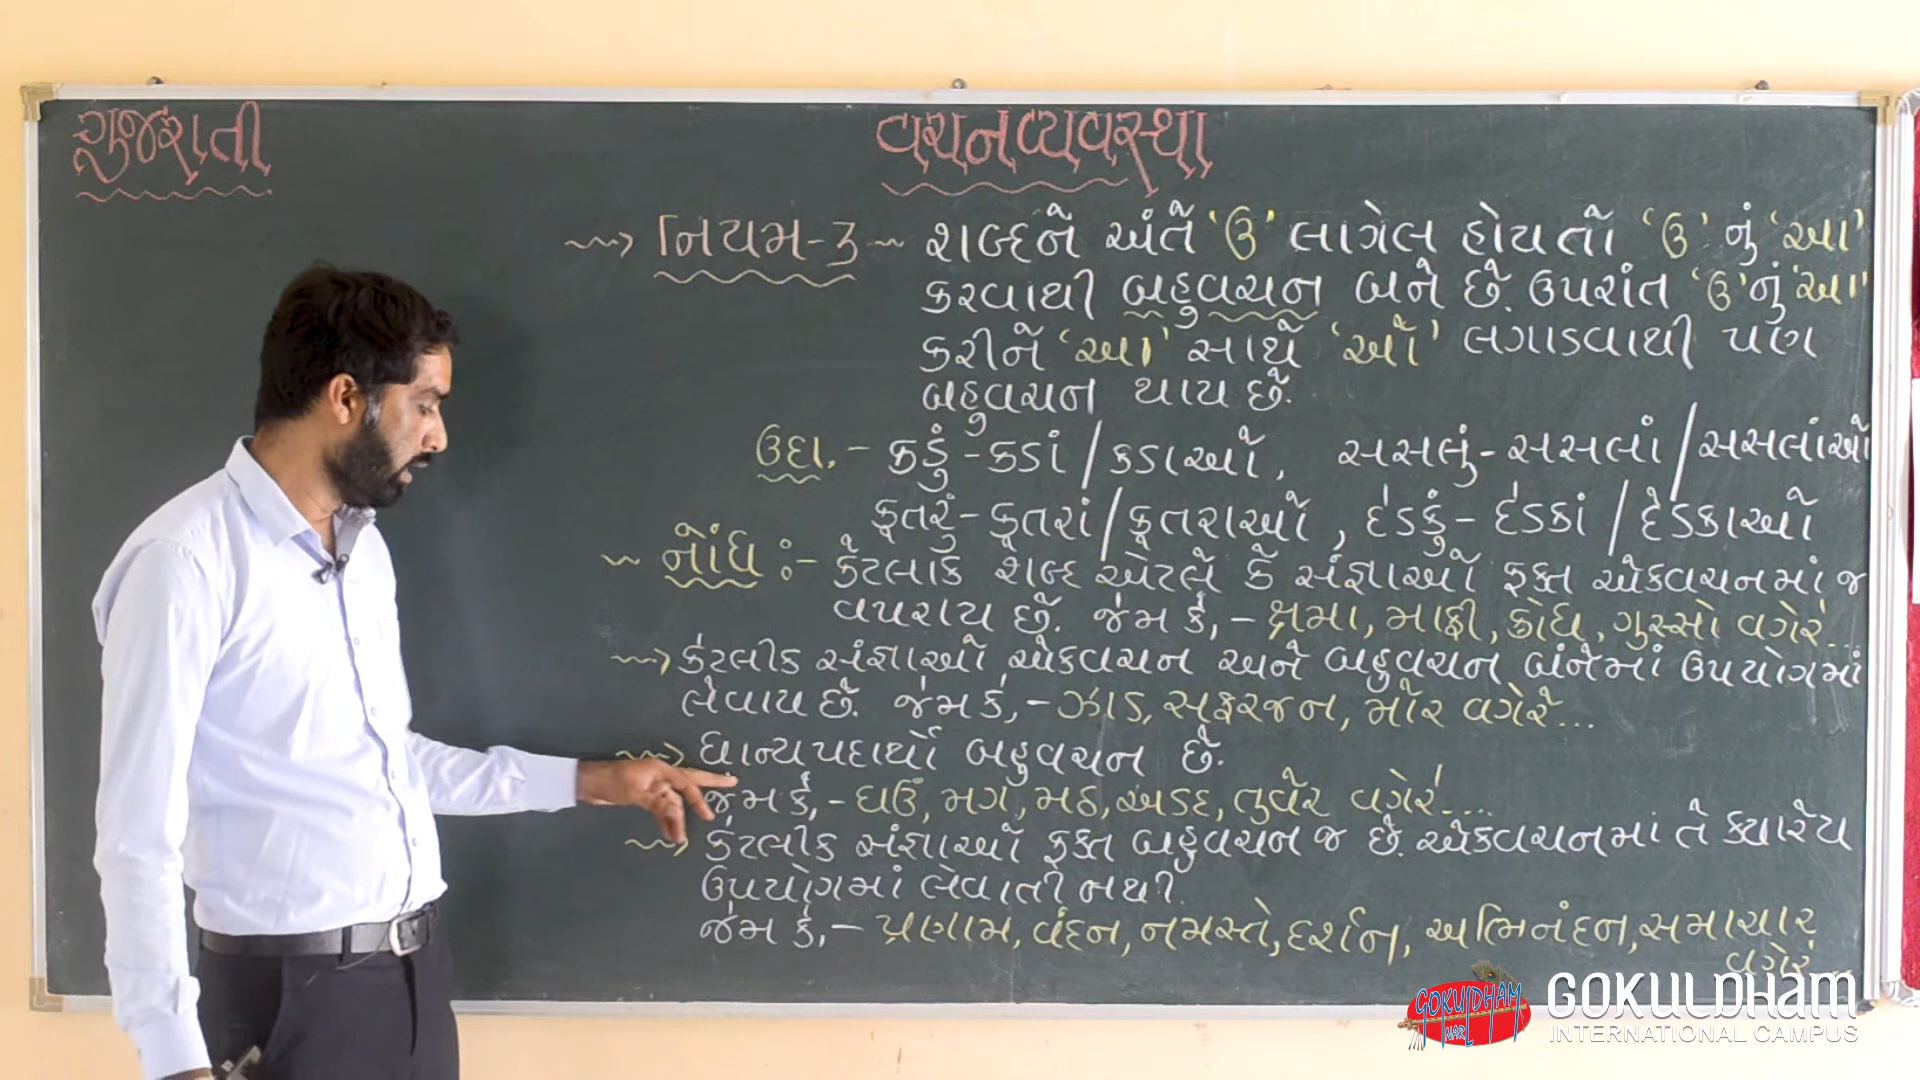 ગુજરાતી
વચનવ્યવસ્થા
નિયમ-૩ - શબ્દને અંતે 'ઉ' લાગેલ હોય તો 'ઉ' નું 'આ'
કરવાથી બહુવચન બને છે. ઉપરાંત 'ઉ' નું 'આ'
કરીને 'આ' સાથે 'ઓ' લગાડવાથી પણ
બહુવચન થાય છે.
ઉદા. - કડું - કડાં / કડાઓ, સસલું - સસલાં / સસલાંઓ
કૂતરું - કૂતરાં / કૂતરાઓ, દેડકું - દેડકાં / દેડકાઓ
નોંધ :- કેટલાક શબ્દ એટલે કે સંજ્ઞાઓ ફક્ત એકવચનમાં જ
વપરાય છે. જેમ કે, - ક્ષમા, માફી, ક્રોધ, ગુસ્સો વગેરે...
કેટલીક સંજ્ઞાઓ એકવચન અને બહુવચન બંનેમાં ઉપયોગમાં
લેવાય છે. જેમ કે, - ઝાડ, સફરજન, મોર વગેરે...
ધાન્યપદાર્થો બહુવચન છે.
જેમ કે, - ઘઉં, મગ, મઠ, અડદ, તુવેર વગેરે....
કેટલીક સંજ્ઞાઓ ફક્ત બહુવચન જ છે. એકવચનમાં તે ક્યારેય
ઉપયોગમાં લેવાતી નથી.
જેમ કે, - પ્રણામ, વંદન, નમસ્તે, દર્શન, અભિનંદન, સમાચાર
વગેરે..
GOKULDHAM NAR
GOKULDHAM
INTERNATIONAL CAMPUS